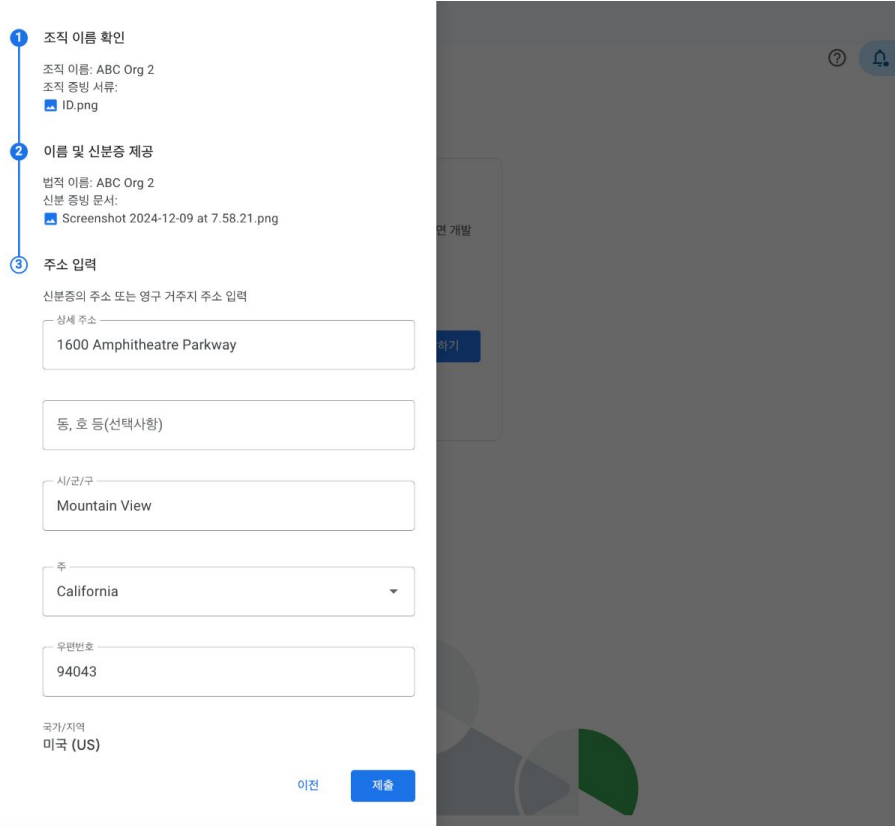 1
조직 이름 확인
조직 이름: ABC Org 2
조직 증빙 서류:
ID.png
2
이름 및 신분증 제공
법적 이름: ABC Org 2
신분 증빙 문서:
Screenshot 2024-12-09 at 7.58.21.png
3
주소 입력
신분증의 주소 또는 영구 거주지 주소 입력
상세 주소
1600 Amphitheatre Parkway
동, 호 등(선택사항)
시/군/구
Mountain View
주
California
우편번호
94043
국가/지역
미국 (US)
이전
제출
면 개발
하기